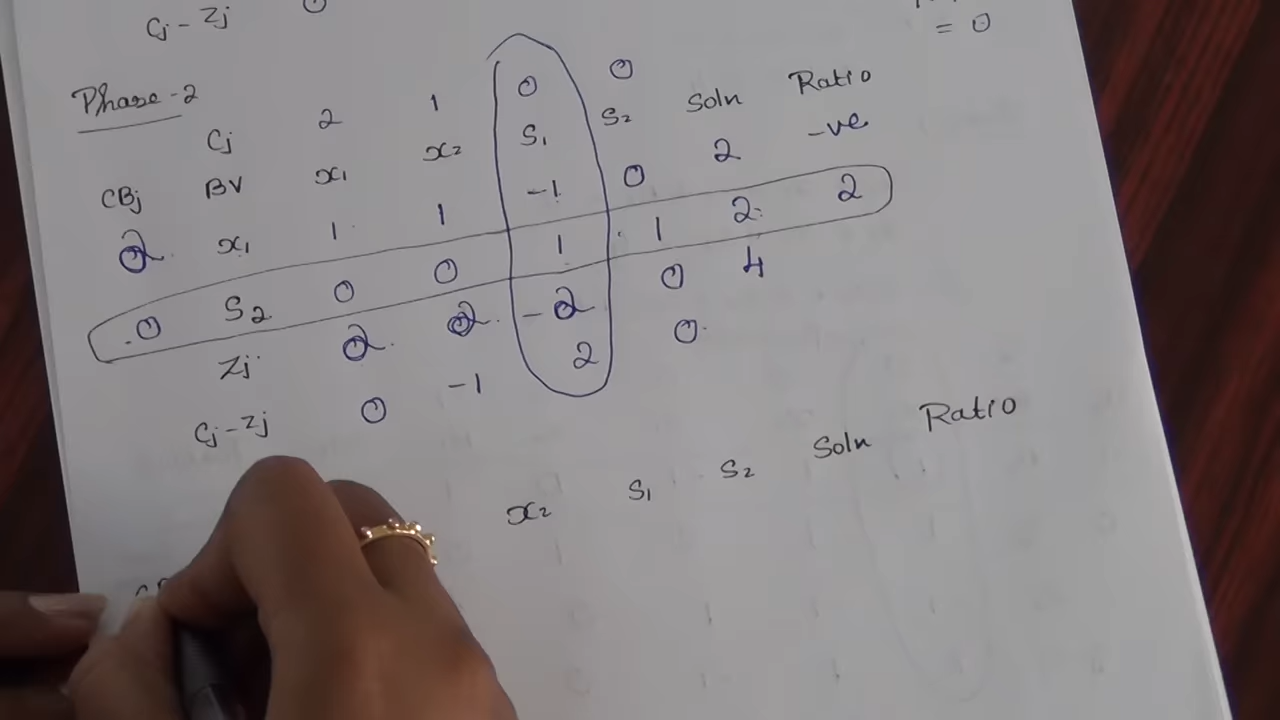 Cj - Zj 0
= 0
Phase-2
Cj 2 1 0 0
CBj BV x1 x2 S1 S2 Soln Ratio
2 x1 1 1 -1 0 2 -ve
0 S2 0 0 1 1 2 2
Zj 2 2 -2 0 4
Cj - Zj 0 -1 2 0
x2 S1 S2 Soln Ratio